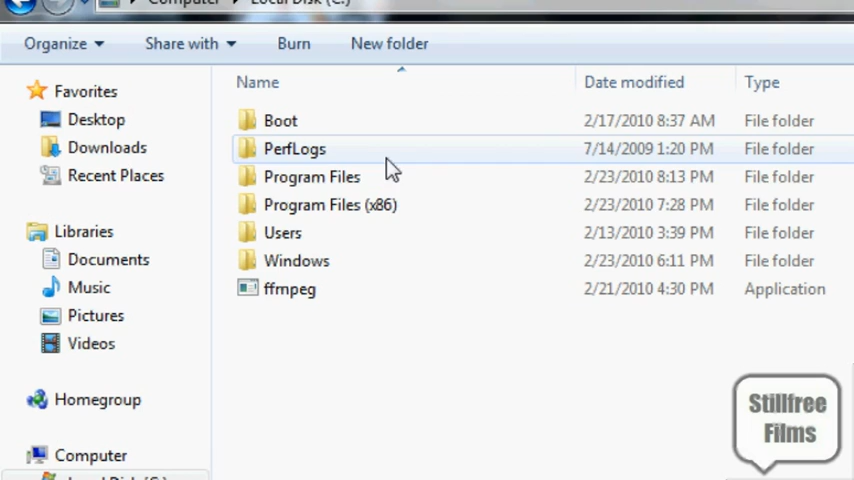 Computer Local Disk (C:)
Organize Share with Burn New folder
Name Date modified Type
Favorites
Desktop
Downloads
Recent Places
Libraries
Documents
Music
Pictures
Videos
Homegroup
Computer
Local Disk (C:)
Boot 2/17/2010 8:37 AM File folder
PerfLogs 7/14/2009 1:20 PM File folder
Program Files 2/23/2010 8:13 PM File folder
Program Files (x86) 2/23/2010 7:28 PM File folder
Users 2/13/2010 3:39 PM File folder
Windows 2/23/2010 6:11 PM File folder
ffmpeg 2/21/2010 4:30 PM Application
Stillfree
Films